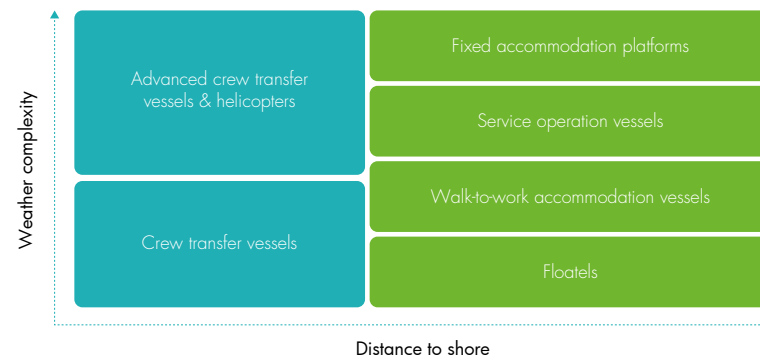 Weather complexity
Advanced crew transfer
vessels & helicopters
Crew transfer vessels
Fixed accommodation platforms
Service operation vessels
Walk-to-work accommodation vessels
Floatels
Distance to shore